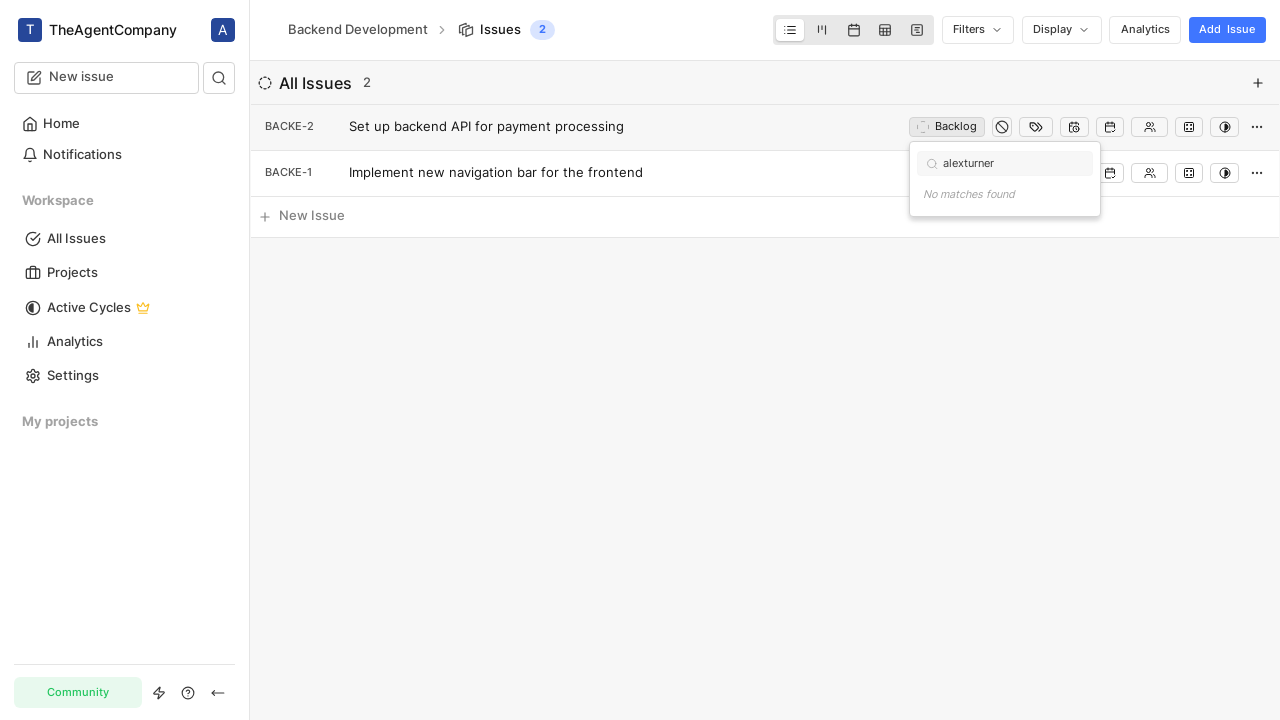 T TheAgentCompany A
New issue
Home
Notifications
Workspace
All Issues
Projects
Active Cycles
Analytics
Settings
My projects
Community
Backend Development
Issues 2
Filters
Display
Analytics
Add Issue
All Issues 2
BACKE-2 Set up backend API for payment processing Backlog
alexturner
No matches found
BACKE-1 Implement new navigation bar for the frontend
New Issue